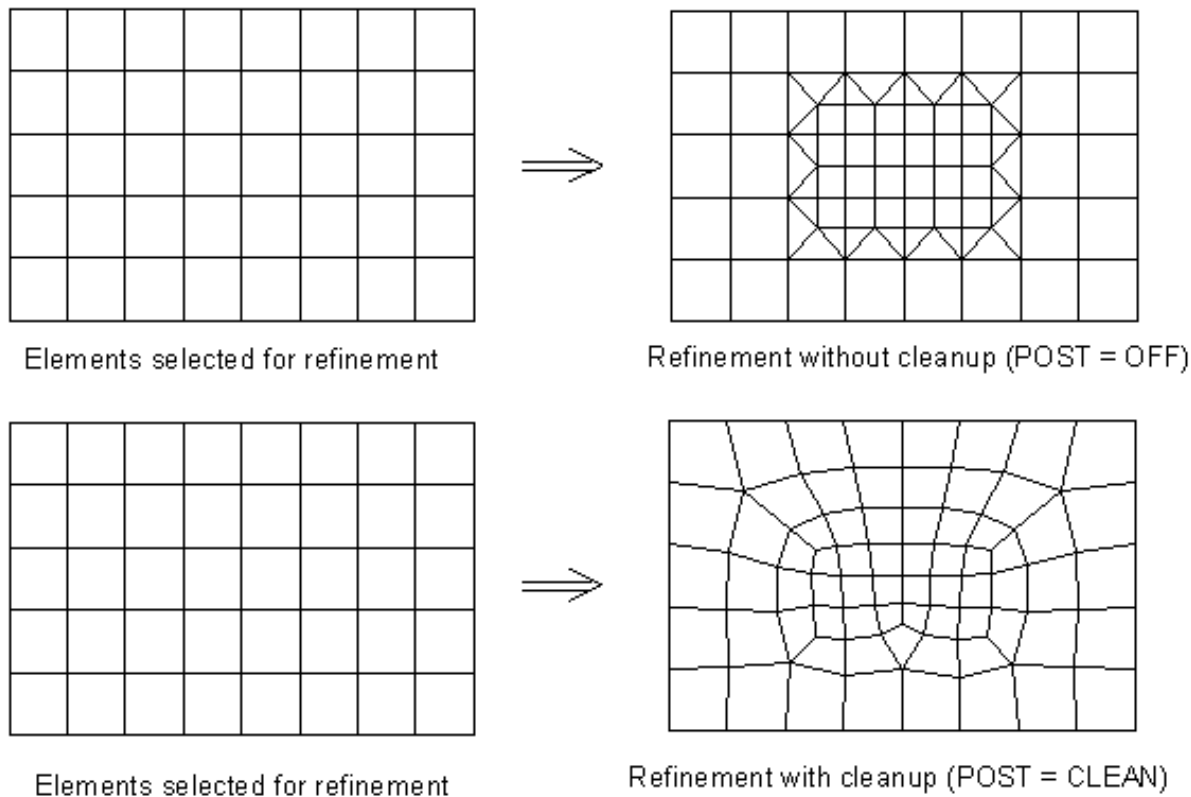 Elements selected for refinement
Refinement without cleanup (POST = OFF)
Elements selected for refinement
Refinement with cleanup (POST = CLEAN)